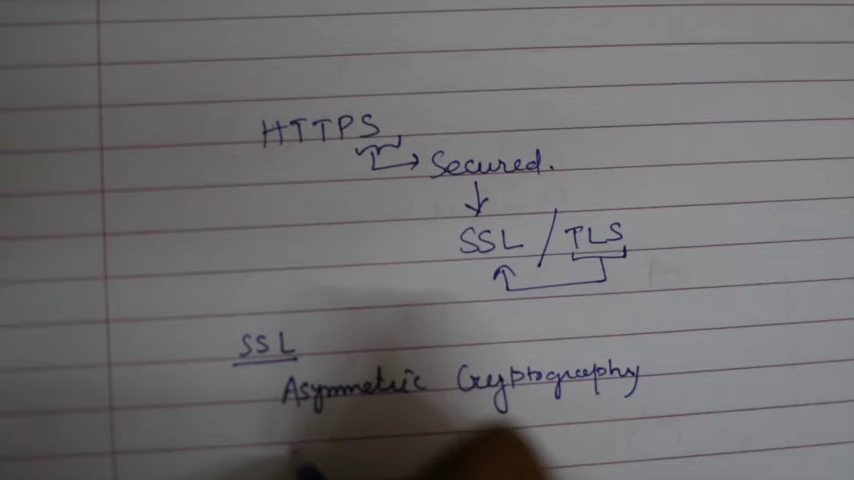 HTTPS
Secured.
SSL / TLS
SSL
Asymmetric Cryptography